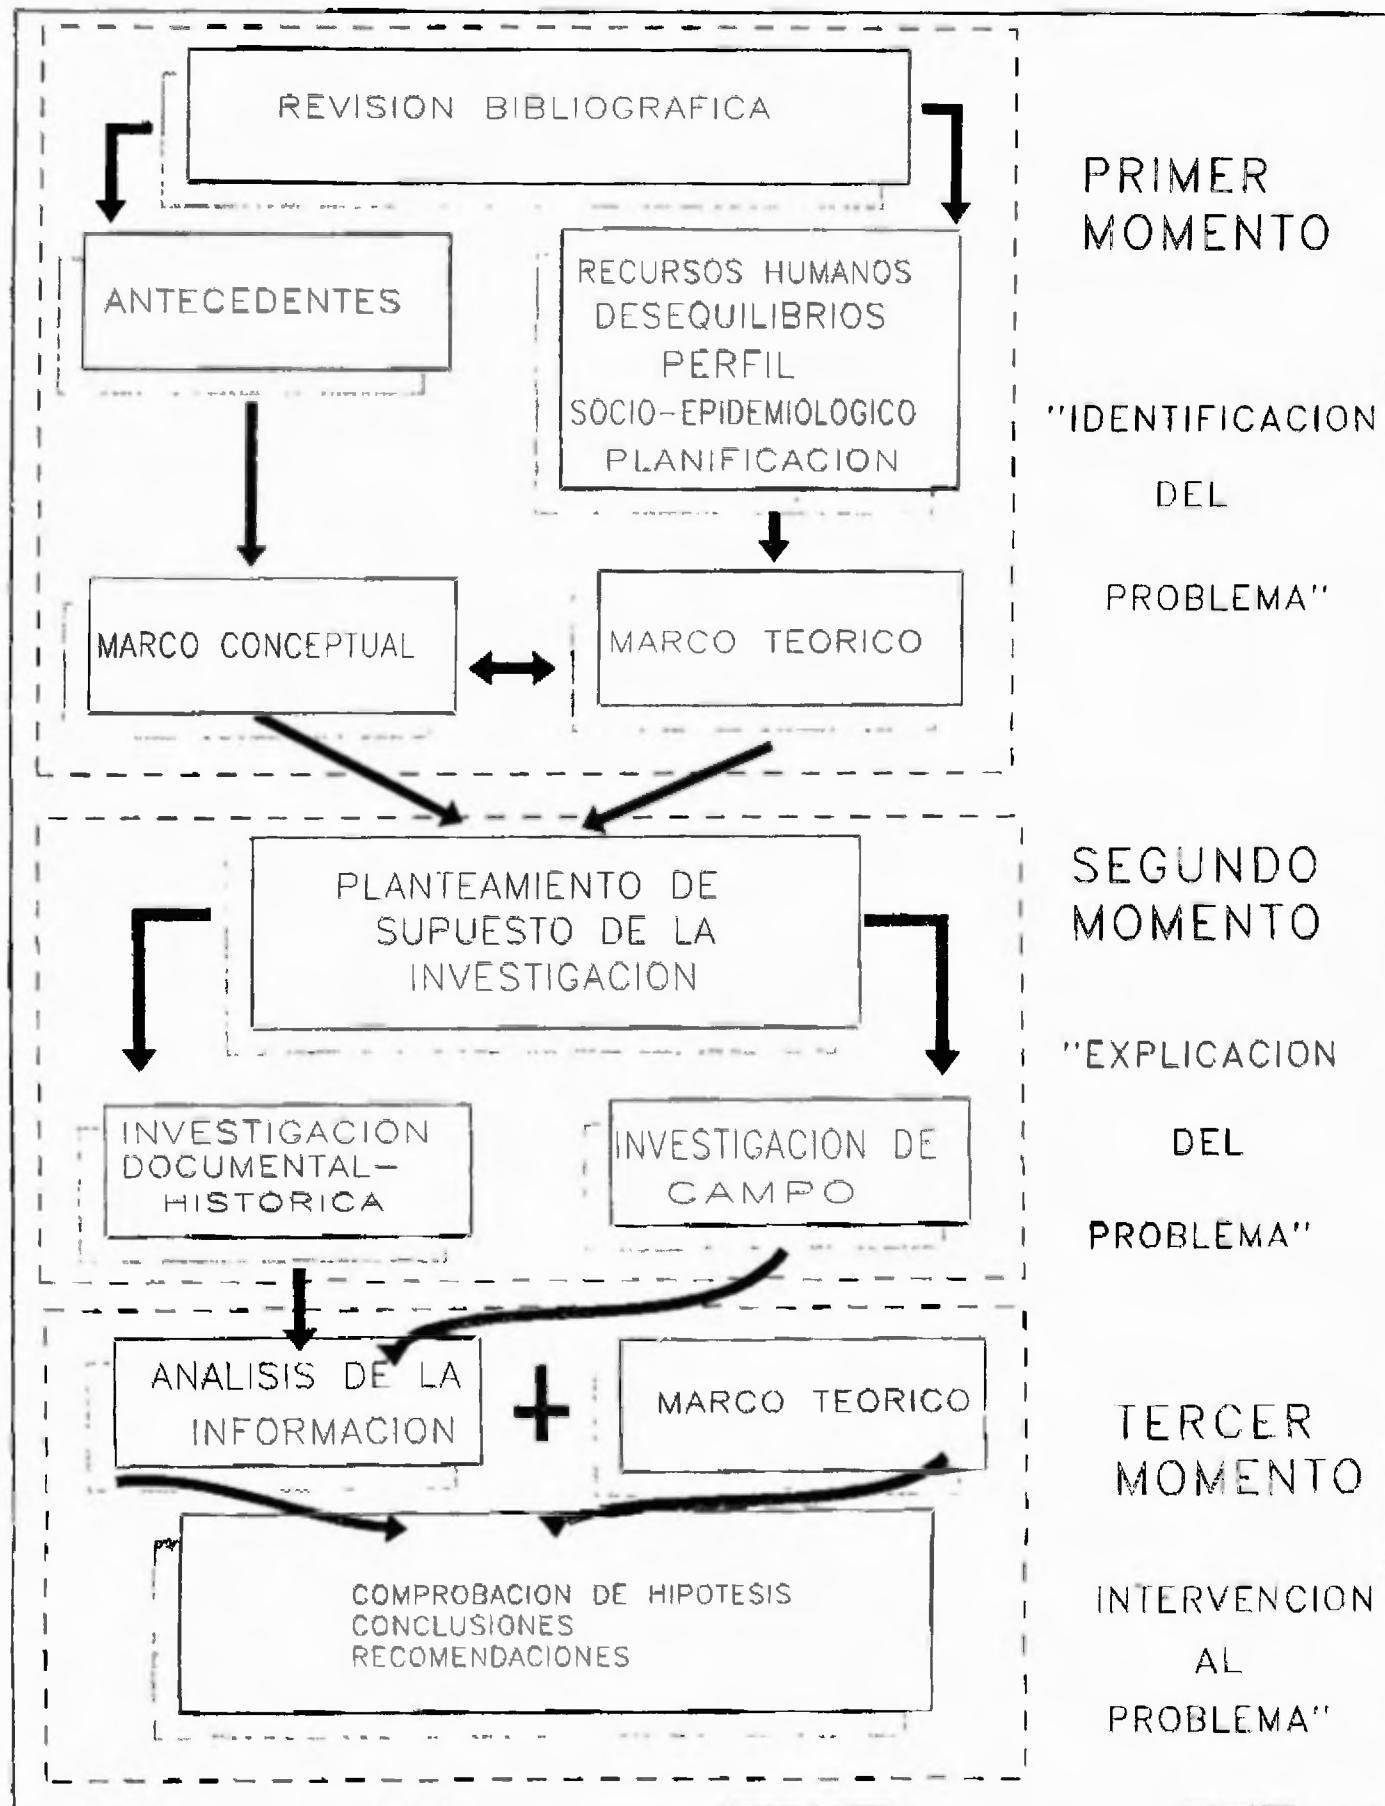 REVISION BIBLIOGRAFICA
ANTECEDENTES
RECURSOS HUMANOS
DESEQUILIBRIOS
PERFIL
SOCIO-EPIDEMIOLOGICO
PLANIFICACION
MARCO CONCEPTUAL
MARCO TEORICO
PRIMER
MOMENTO
"IDENTIFICACION
DEL
PROBLEMA"
PLANTEAMIENTO DE
SUPUESTO DE LA
INVESTIGACION
INVESTIGACION
DOCUMENTAL-
HISTORICA
INVESTIGACION DE
CAMPO
SEGUNDO
MOMENTO
"EXPLICACION
DEL
PROBLEMA"
ANALISIS DE LA
INFORMACION
+
MARCO TEORICO
COMPROBACION DE HIPOTESIS
CONCLUSIONES
RECOMENDACIONES
TERCER
MOMENTO
INTERVENCION
AL
PROBLEMA"